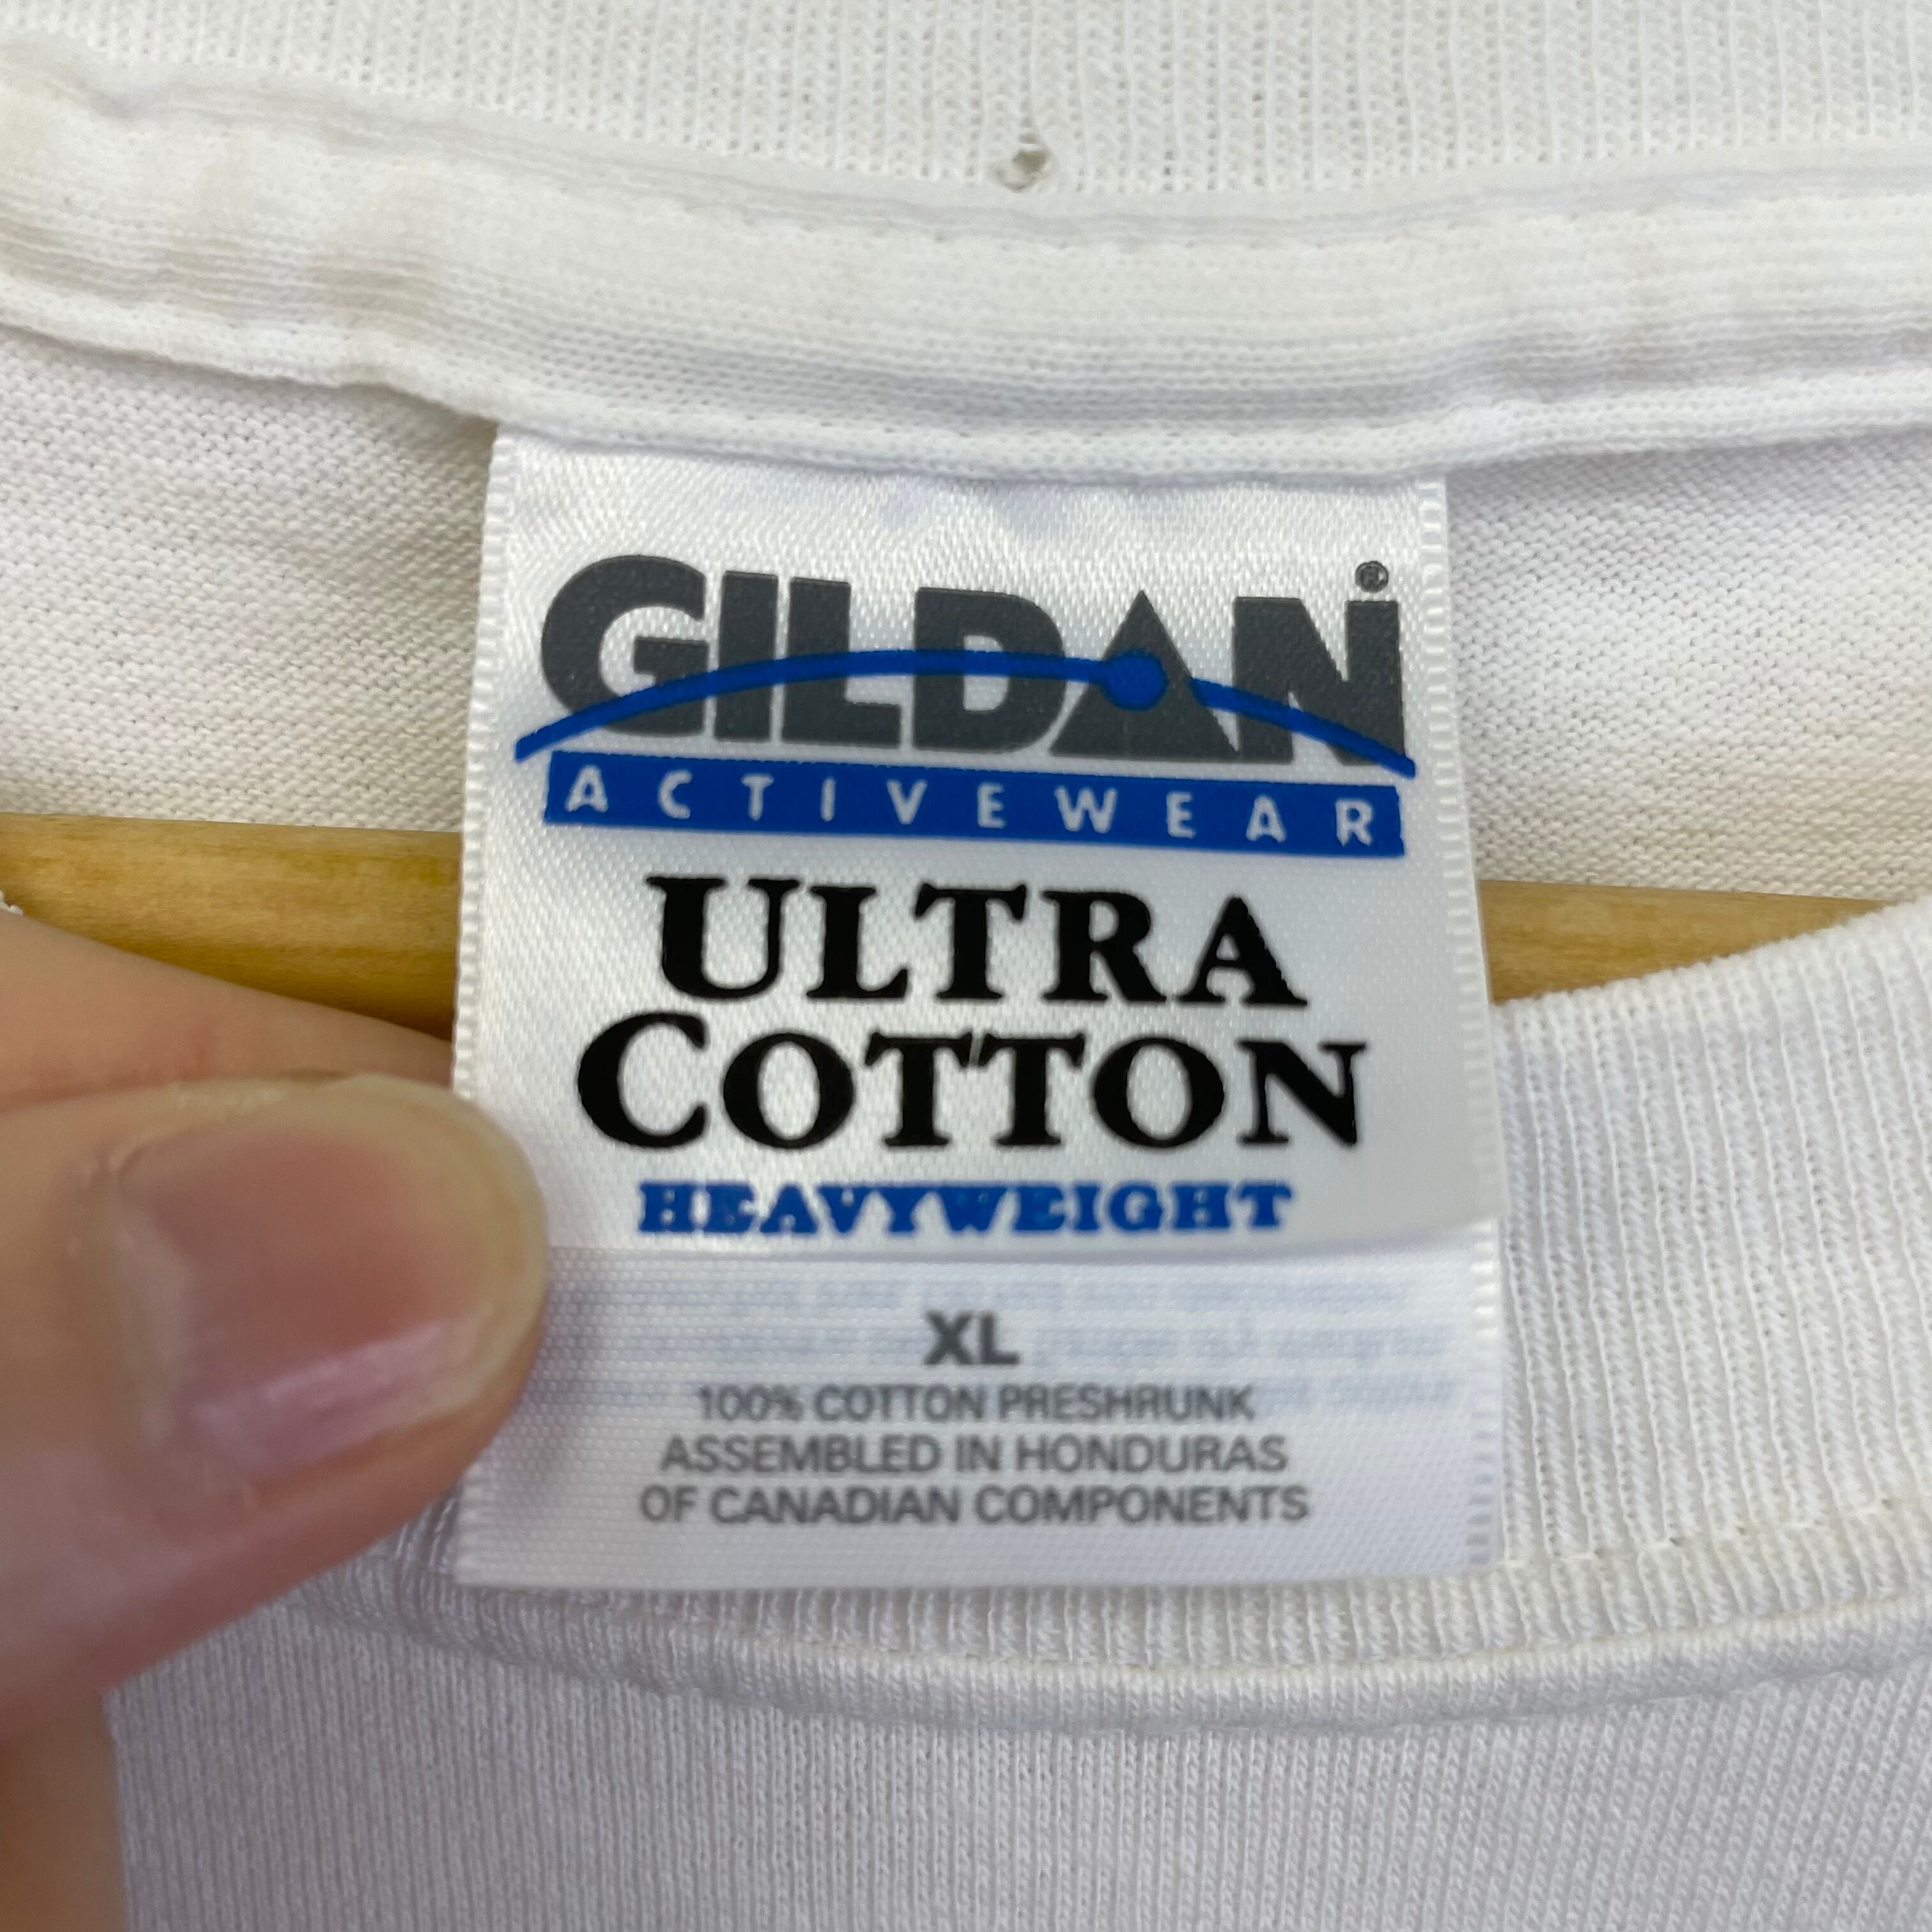 GILDAN®
ACTIVEWEAR
ULTRA
COTTON
HEAVYWEIGHT
XL
100% COTTON PRESHRUNK
ASSEMBLED IN HONDURAS
OF CANADIAN COMPONENTS